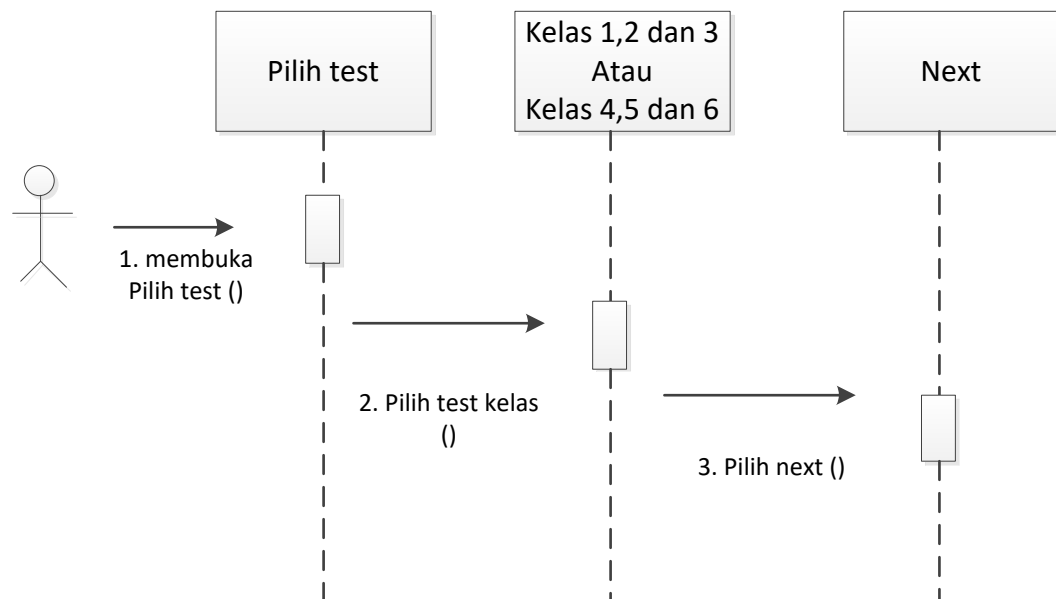 Pilih test
Kelas 1,2 dan 3
Atau
Kelas 4,5 dan 6
Next
1. membuka
Pilih test ()
2. Pilih test kelas
()
3. Pilih next ()